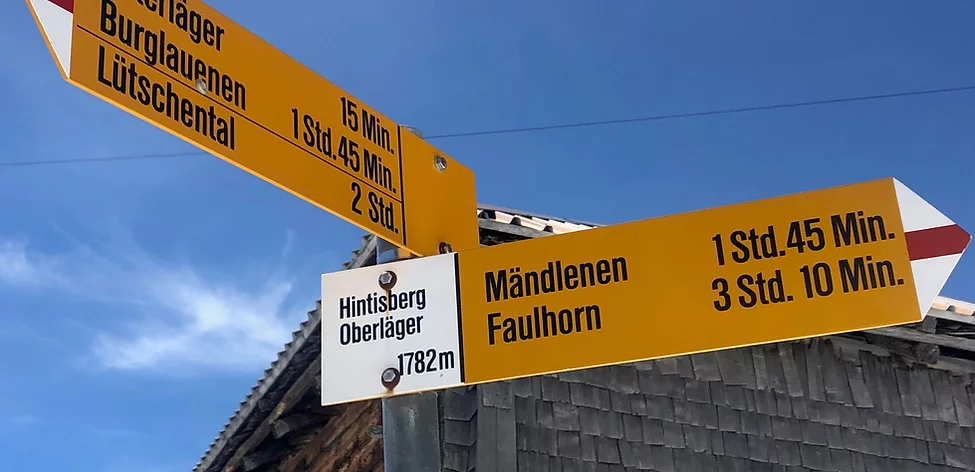 Burglauenen
Lütschental
15 Min.
1 Std. 45 Min.
2 Std.
Hintisberg
Oberläger
1782 m
Mändlenen 1 Std. 45 Min.
Faulhorn 3 Std. 10 Min.